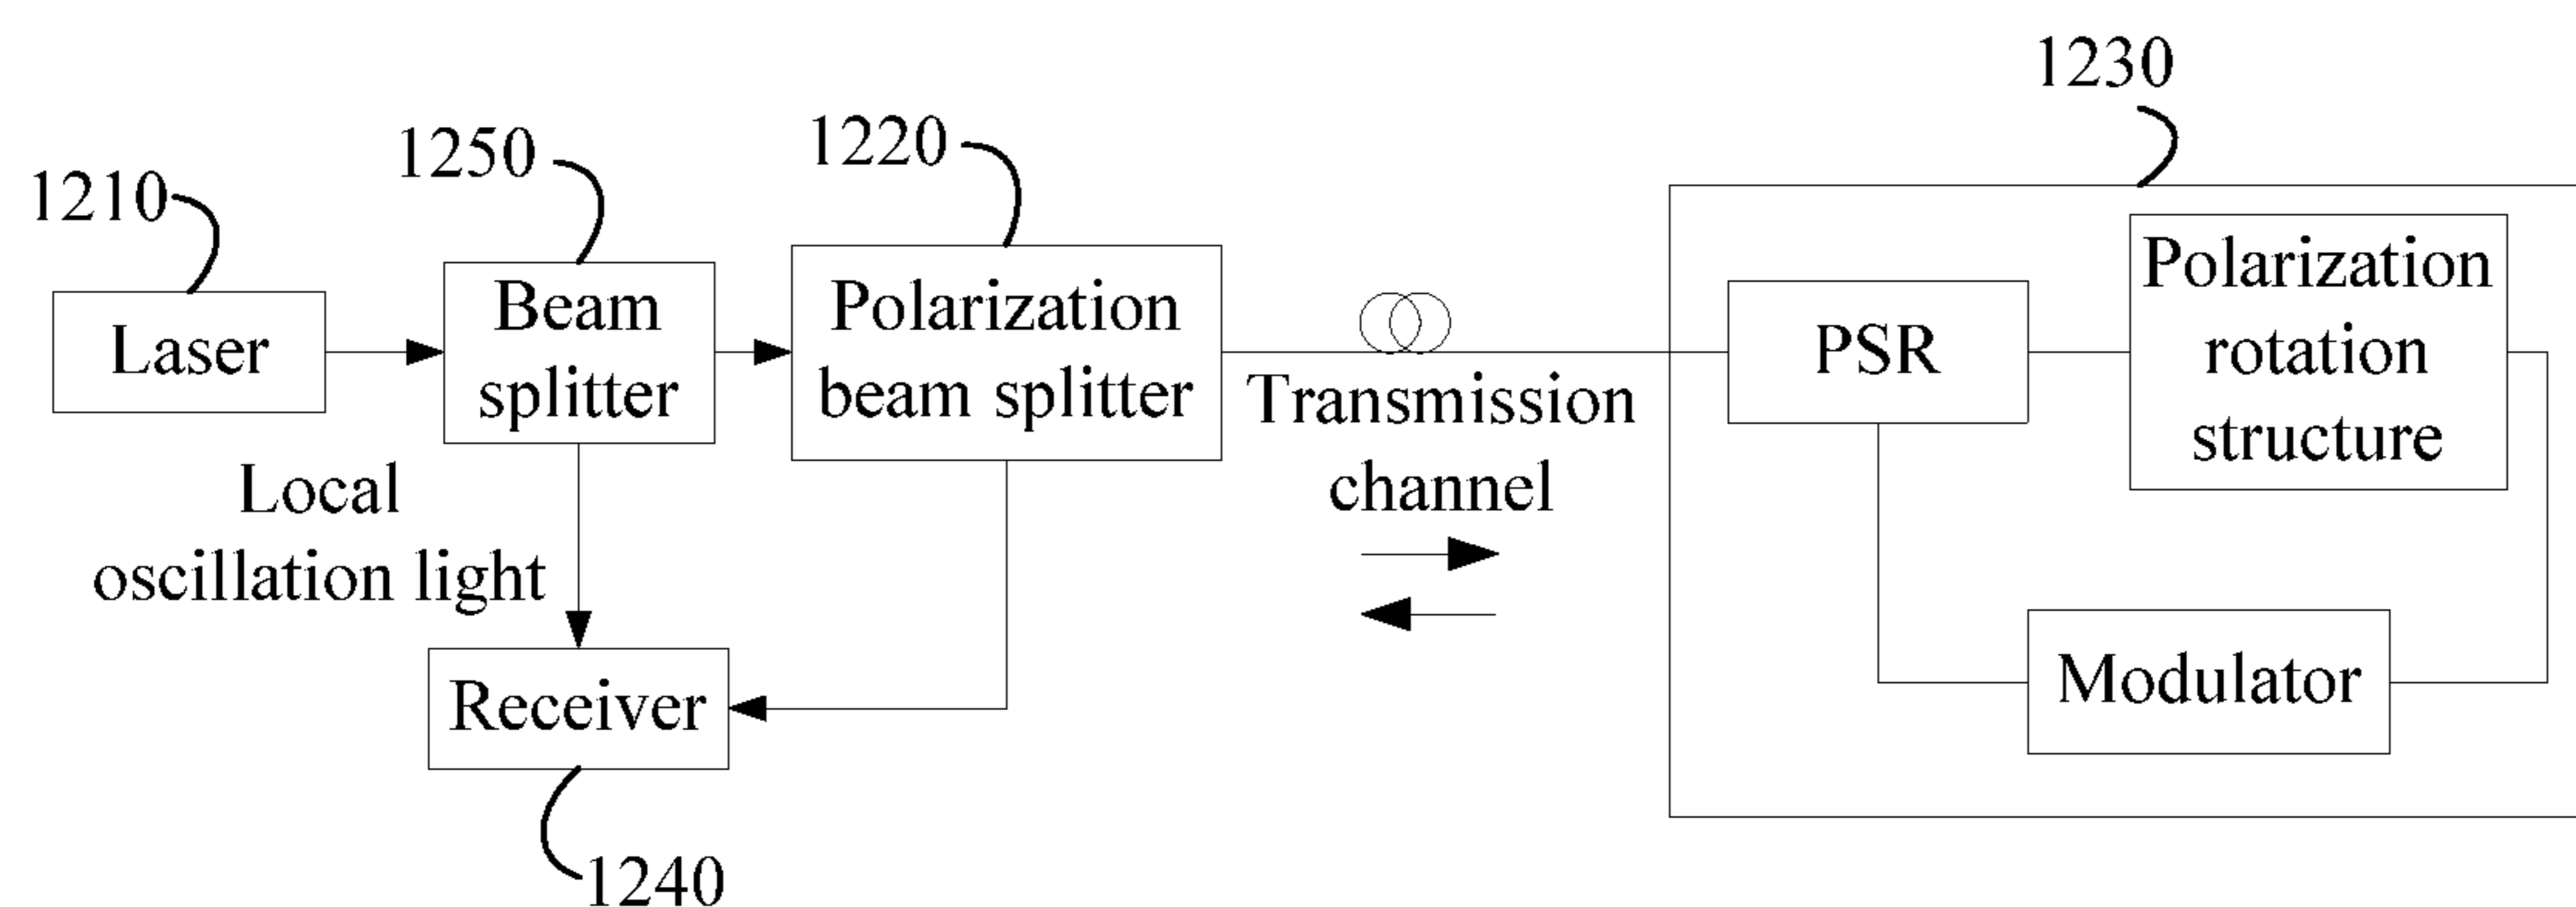 1230
1220
1250
1210
Laser
Beam
splitter
Polarization
beam splitter
Transmission
channel
PSR
Polarization
rotation
structure
Modulator
Local
oscillation light
Receiver
1240